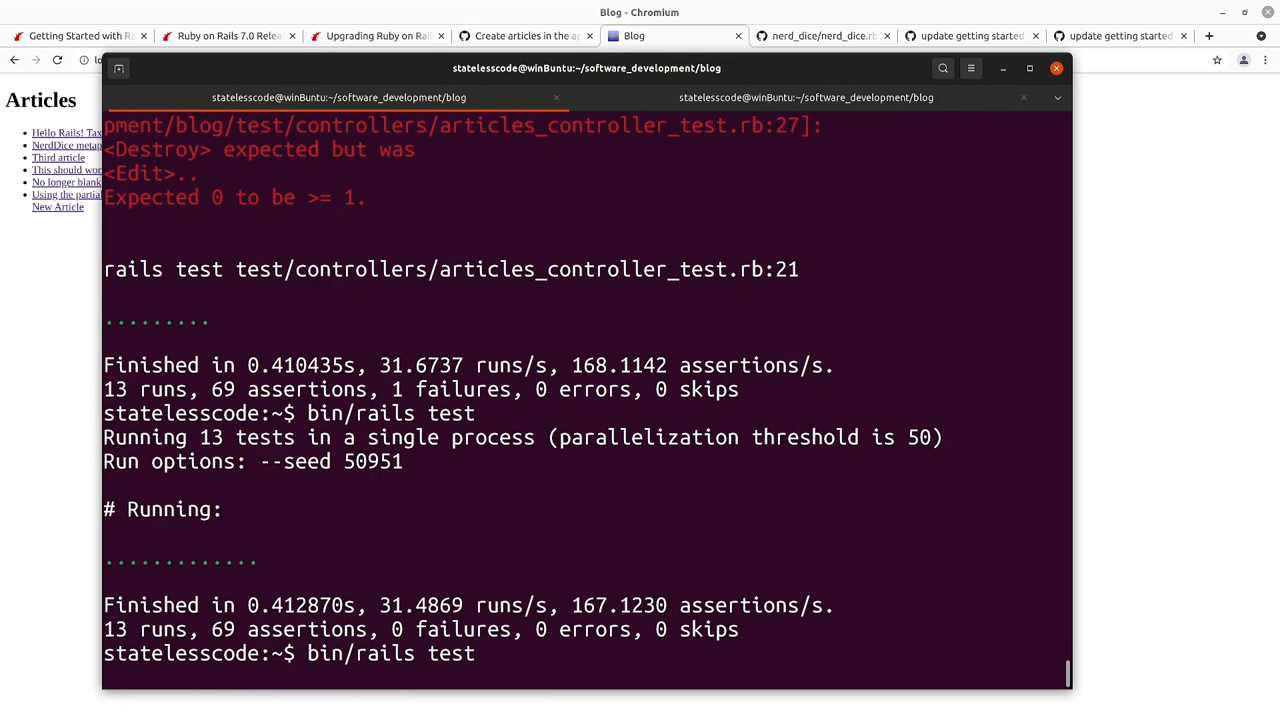 Blog - Chromium
Getting Started with Ra
Ruby on Rails 7.0 Relea
Upgrading Ruby on Rail
Create articles in the ap
Blog
nerd_dice/nerd_dice.rb
update getting started
update getting started
lo
statelesscode@winBuntu:~/software_development/blog
statelesscode@winBuntu:~/software_development/blog
statelesscode@winBuntu:~/software_development/blog
Articles
Hello Rails! Tax
NerdDice metap
Third article
This should wor
No longer blank
Using the partia
New Article
pment/blog/test/controllers/articles_controller_test.rb:27]:
<Destroy> expected but was
<Edit>..
Expected 0 to be >= 1.
rails test test/controllers/articles_controller_test.rb:21
.........
Finished in 0.410435s, 31.6737 runs/s, 168.1142 assertions/s.
13 runs, 69 assertions, 1 failures, 0 errors, 0 skips
statelesscode:~$ bin/rails test
Running 13 tests in a single process (parallelization threshold is 50)
Run options: --seed 50951
# Running:
.............
Finished in 0.412870s, 31.4869 runs/s, 167.1230 assertions/s.
13 runs, 69 assertions, 0 failures, 0 errors, 0 skips
statelesscode:~$ bin/rails test